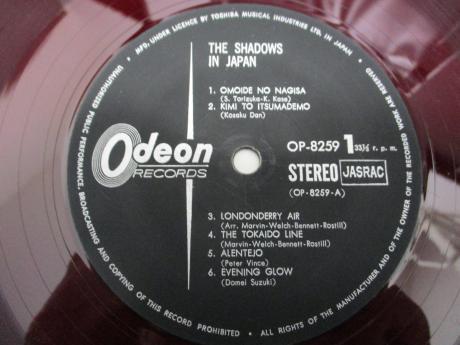 MFD. UNDER LICENCE BY TOSHIBA MUSICAL INDUSTRIES LTD. IN JAPAN.
ALL RIGHTS OF THE MANUFACTURER AND OF THE OWNER OF THE RECORDED WORK ARE RESERVED
UNAUTHORIZED PUBLIC PERFORMANCE, BROADCASTING AND COPYING OF THIS RECORD PROHIBITED
THE SHADOWS
IN JAPAN
1. OMOIDE NO NAGISA
(S. Torizuka-K. Kase)
2. KIMI TO ITSUMADEMO
(Kosaku Dan)
Odeon
RECORDS
OP-8259 1 33⅓ r. p. m.
STEREO JASRAC
(OP-8259-A)
3. LONDONDERRY AIR
(Arr. Marvin-Welch-Bennett-Rostill)
4. THE TOKAIDO LINE
(Marvin-Welch-Bennett-Rostill)
5. ALENTEJO
(Peter Vince)
6. EVENING GLOW
(Domei Suzuki)